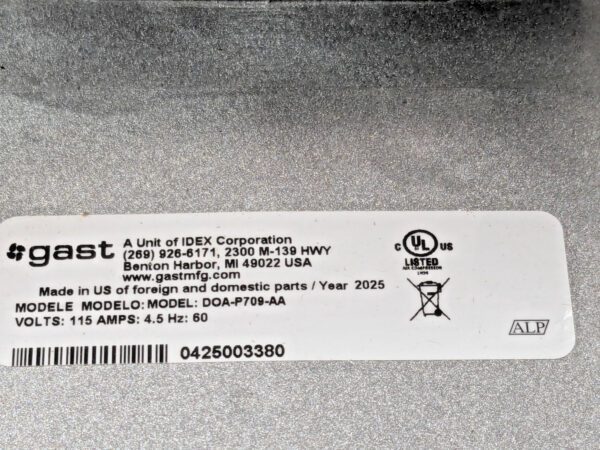 gast
A Unit of IDEX Corporation
(269) 926-6171, 2300 M-139 HWY
Benton Harbor, MI 49022 USA
www.gastmfg.com
Made in US of foreign and domestic parts / Year 2025
MODELE MODELO: MODEL: DOA-P709-AA
VOLTS: 115 AMPS: 4.5 Hz: 60
0425003380
C UL US
LISTED
AIR COMPRESSOR
ALP